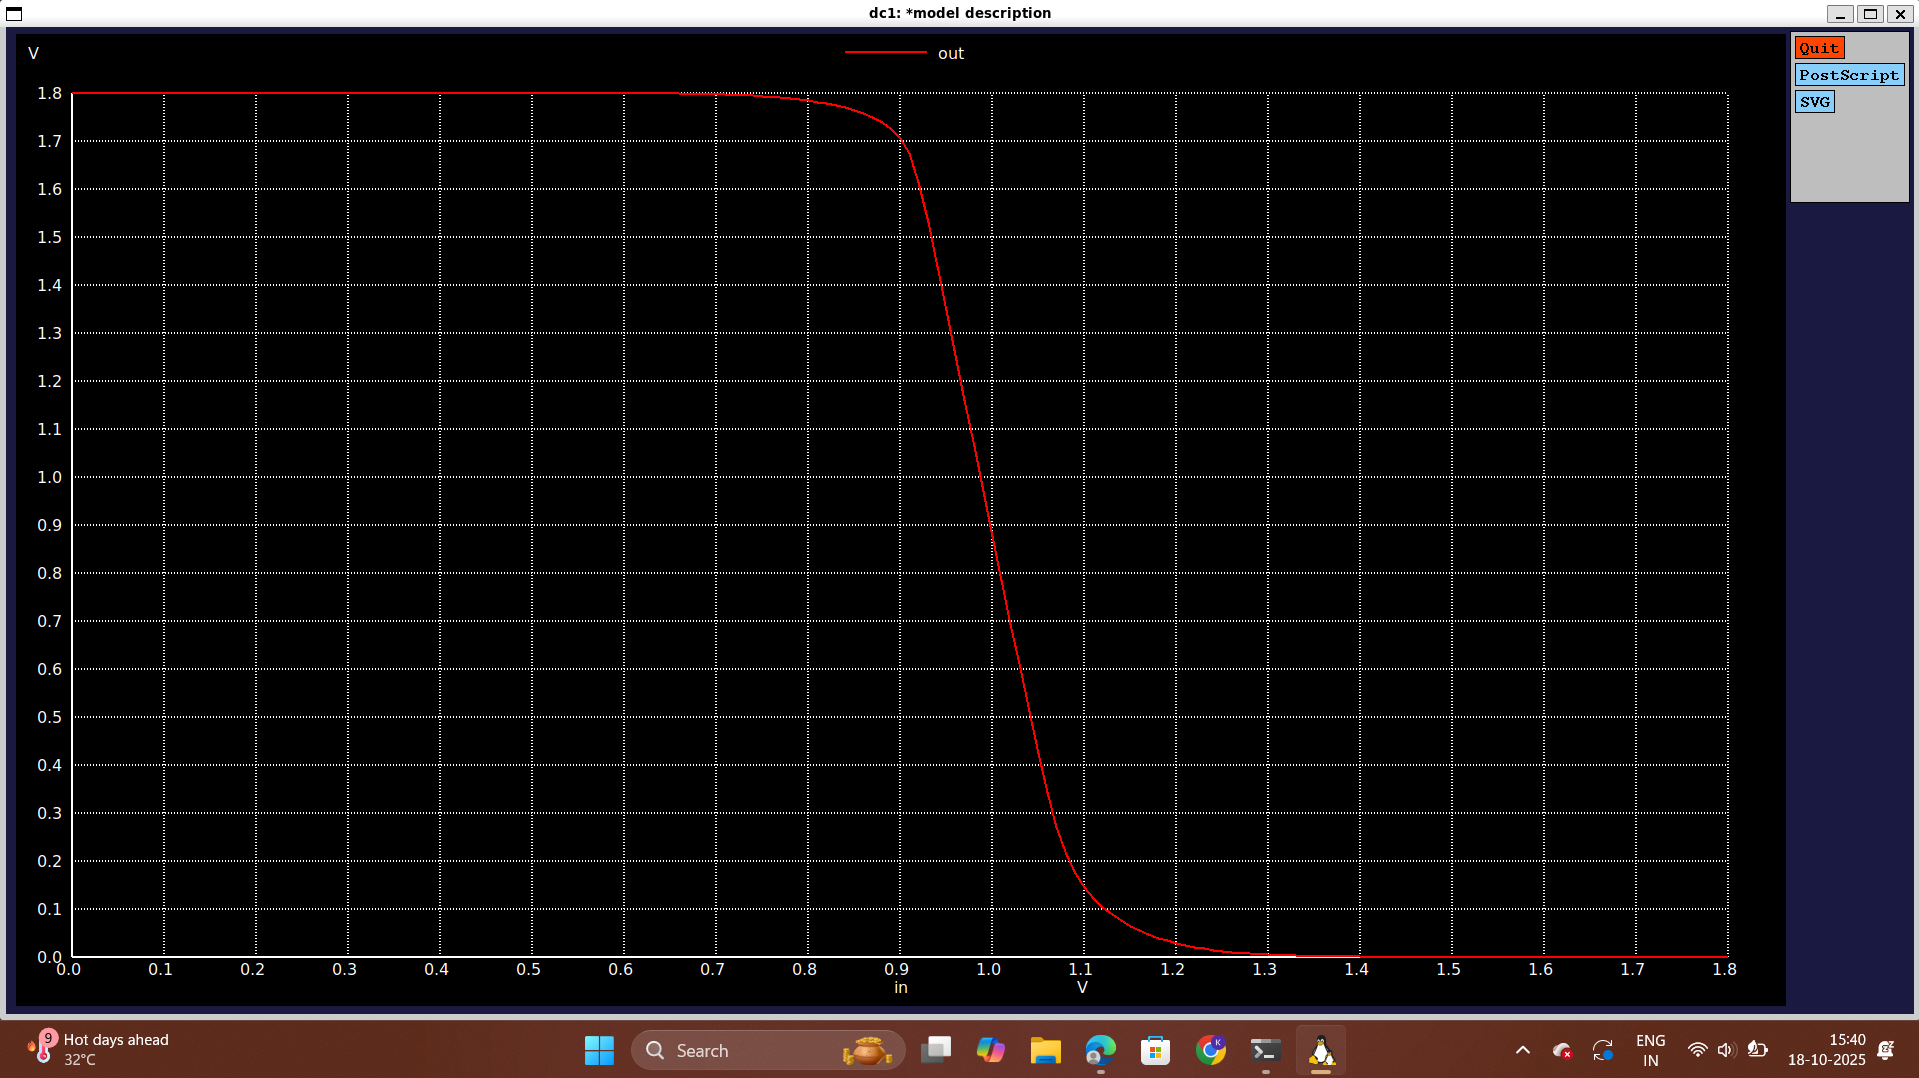 dc1: *model description
V
out
Quit
PostScript
SVG
1.8
1.7
1.6
1.5
1.4
1.3
1.2
1.1
1.0
0.9
0.8
0.7
0.6
0.5
0.4
0.3
0.2
0.1
0.0
0.0 0.1 0.2 0.3 0.4 0.5 0.6 0.7 0.8 0.9 1.0 1.1 1.2 1.3 1.4 1.5 1.6 1.7 1.8
in V
9
Hot days ahead
32°C
Search
K
ENG
IN
15:40
18-10-2025